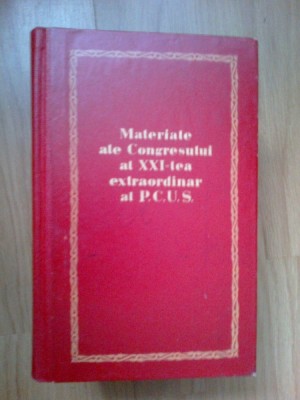 Materiale
ale Congresului
al XXI-lea
extraordinar
al P.C.U.S.